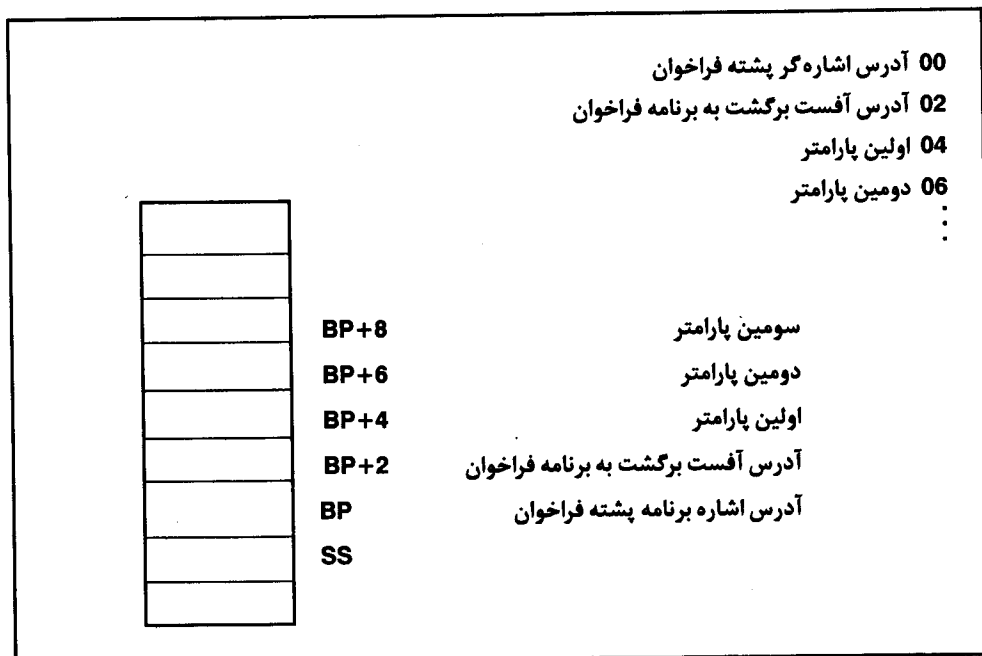 00 آدرس اشاره‌گر پشته فراخوان
02 آدرس آفست برگشت به برنامه فراخوان
04 اولین پارامتر
06 دومین پارامتر
.
.
.
BP+8 سومین پارامتر
BP+6 دومین پارامتر
BP+4 اولین پارامتر
BP+2 آدرس آفست برگشت به برنامه فراخوان
BP آدرس اشاره برنامه پشته فراخوان
SS